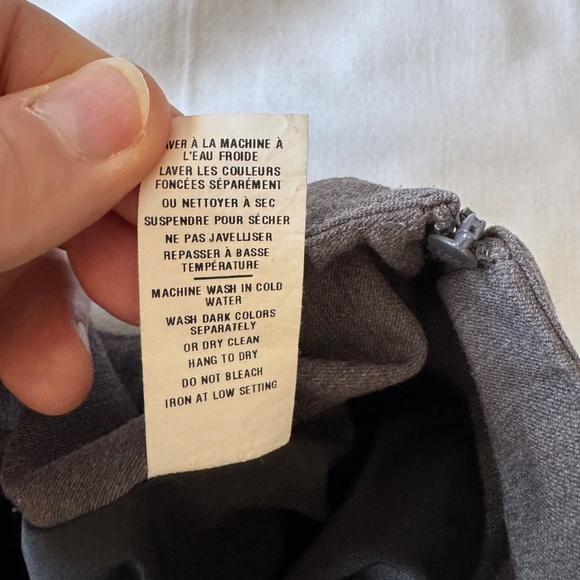 VER À LA MACHINE À
L'EAU FROIDE
LAVER LES COULEURS
FONCÉES SÉPARÉMENT
OU NETTOYER À SEC
SUSPENDRE POUR SÉCHER
NE PAS JAVELLISER
REPASSER À BASSE
TEMPÉRATURE
MACHINE WASH IN COLD
WATER
WASH DARK COLORS
SEPARATELY
OR DRY CLEAN
HANG TO DRY
DO NOT BLEACH
IRON AT LOW SETTING